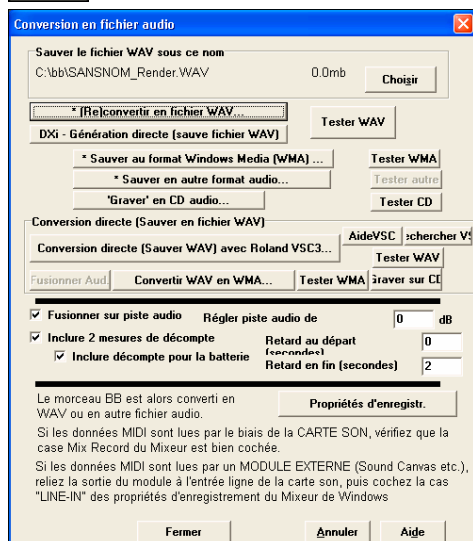 Conversion en fichier audio
Sauver le fichier WAV sous ce nom
C:\bb\SANSNOM_Render.WAV 0.0mb Choisir
* (Re)convertir en fichier WAV... Tester WAV
DXi - Génération directe (sauve fichier WAV)
* Sauver au format Windows Media (WMA) ... Tester WMA
* Sauver en autre format audio... Tester autre
'Graver' en CD audio... Tester CD
Conversion directe (Sauver en fichier WAV)
AideVSC :echercher VS
Conversion directe (Sauver WAV) avec Roland VSC3... Tester WAV
Fusionner Aud. Convertir WAV en WMA... Tester WMA Graver sur CD
Fusionner sur piste audio Régler piste audio de 0 dB
Inclure 2 mesures de décompte Retard au départ (secondes) 0
Inclure décompte pour la batterie Retard en fin (secondes) 2
Le morceau BB est alors converti en
WAV ou en autre fichier audio.
Propriétés d'enregistr.
Si les données MIDI sont lues par le biais de la CARTE SON, vérifiez que la
case Mix Record du Mixeur est bien cochée.
Si les données MIDI sont lues par un MODULE EXTERNE (Sound Canvas etc.),
reliez la sortie du module à l'entrée ligne de la carte son, puis cochez la cas
"LINE-IN" des propriétés d'enregistrement du Mixeur de Windows
Fermer Annuler Aide